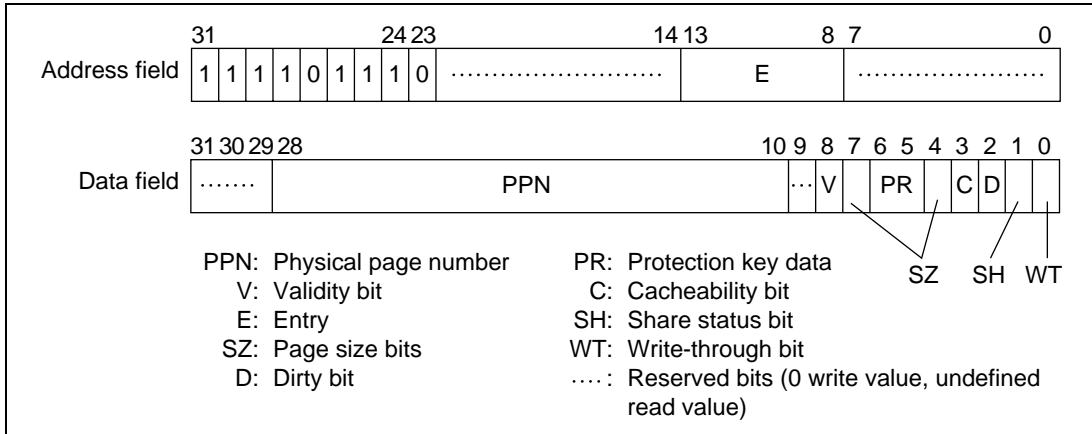 31 24 23 14 13 8 7 0
Address field 1 1 1 1 0 1 1 1 0 ........................ E ........................
31 30 29 28 10 9 8 7 6 5 4 3 2 1 0
Data field ....... PPN ... V PR C D
SZ SH WT
PPN: Physical page number
V: Validity bit
E: Entry
SZ: Page size bits
D: Dirty bit
PR: Protection key data
C: Cacheability bit
SH: Share status bit
WT: Write-through bit
....: Reserved bits (0 write value, undefined
read value)